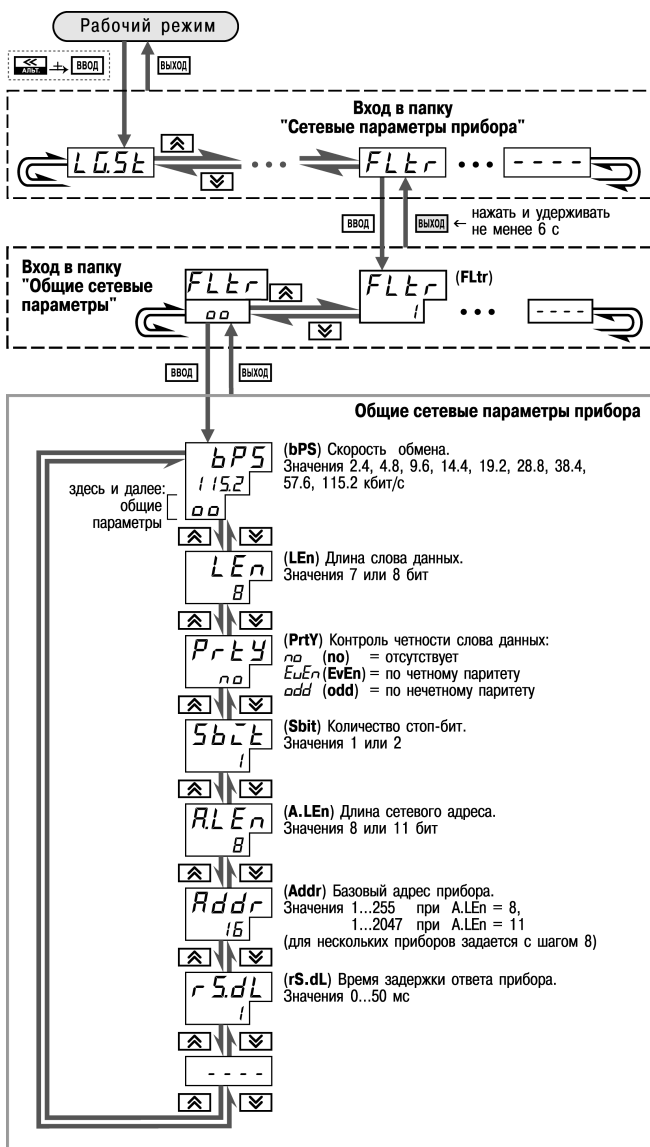 Рабочий режим
≪ АЛЬТ. + ВВОД ВЫХОД
Вход в папку
"Сетевые параметры прибора"
LG.St ••• FLtr ••• - - - -
ВВОД ВЫХОД ← нажать и удерживать
не менее 6 с
Вход в папку
"Общие сетевые
параметры"
FLtr
oo
FLtr (FLtr)
1
••• - - - -
ВВОД ВЫХОД
Общие сетевые параметры прибора
bPS
115.2
oo
(bPS) Скорость обмена.
Значения 2.4, 4.8, 9.6, 14.4, 19.2, 28.8, 38.4,
57.6, 115.2 кбит/с
здесь и далее:
общие
параметры
LEn
8
(LEn) Длина слова данных.
Значения 7 или 8 бит
PrtY
no
(PrtY) Контроль четности слова данных:
no (no) = отсутствует
EvEn (EvEn) = по четному паритету
odd (odd) = по нечетному паритету
Sbit
1
(Sbit) Количество стоп-бит.
Значения 1 или 2
A.LEn
8
(A.LEn) Длина сетевого адреса.
Значения 8 или 11 бит
Addr
16
(Addr) Базовый адрес прибора.
Значения 1...255 при A.LEn = 8,
1...2047 при A.LEn = 11
(для нескольких приборов задается с шагом 8)
rS.dL
1
(rS.dL) Время задержки ответа прибора.
Значения 0...50 мс
- - - -